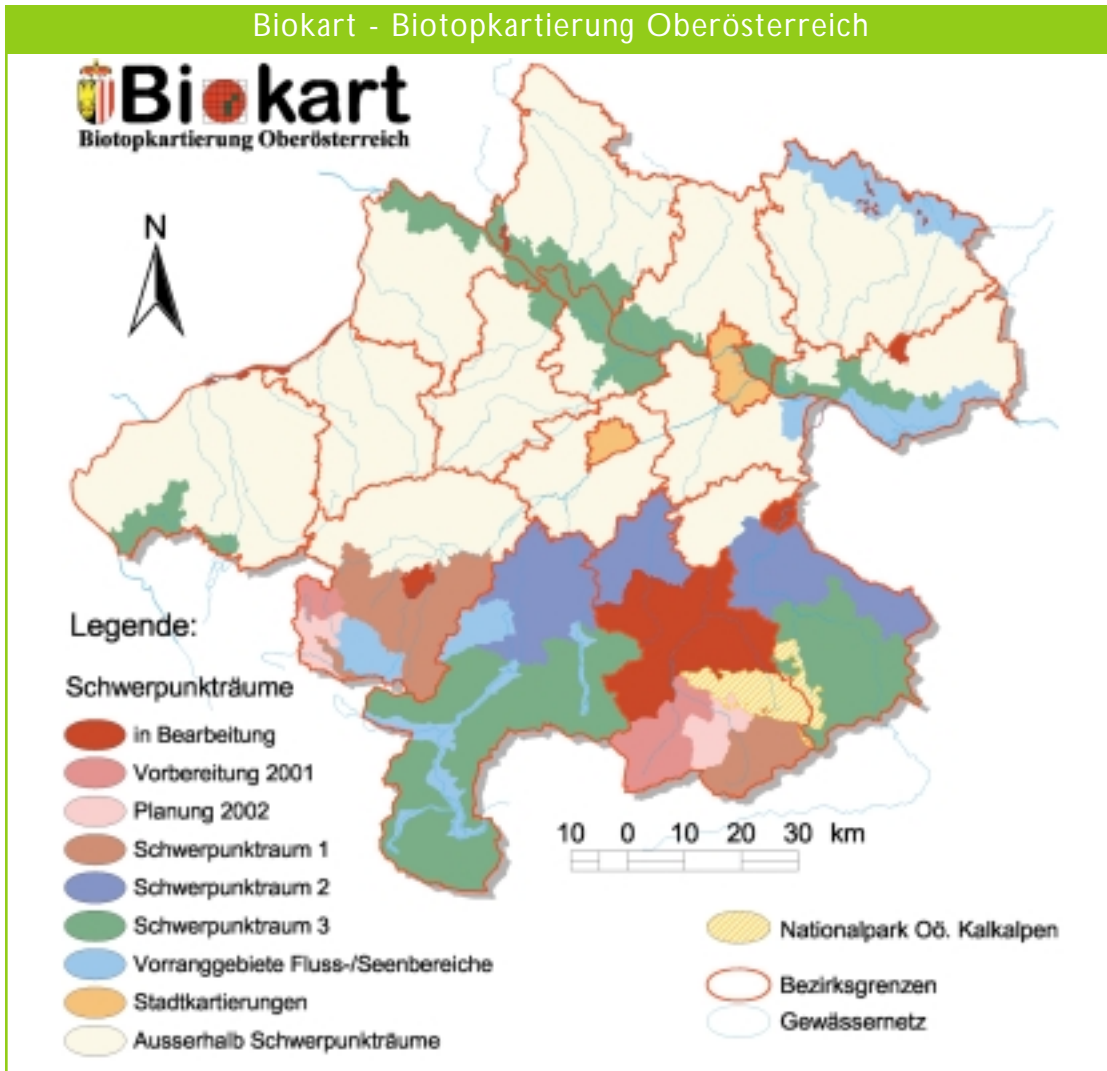 Biokart - Biotopkartierung Oberösterreich
Biokart
Biotopkartierung Oberösterreich
N
Legende:
Schwerpunkträume
in Bearbeitung
Vorbereitung 2001
Planung 2002
Schwerpunktraum 1
Schwerpunktraum 2
Schwerpunktraum 3
Vorranggebiete Fluss-/Seenbereiche
Stadtkartierungen
Ausserhalb Schwerpunkträume
10 0 10 20 30 km
Nationalpark Oö. Kalkalpen
Bezirksgrenzen
Gewässernetz